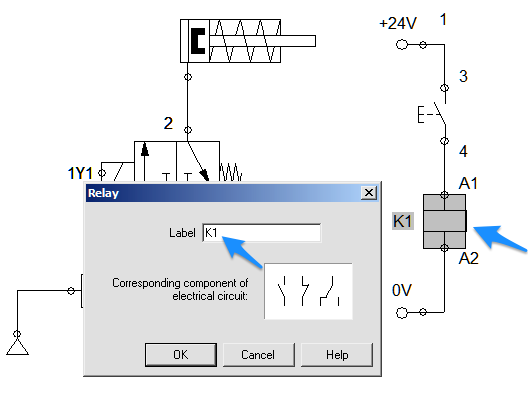 +24V
1
3
2
4
1Y1
A1
Relay
Label K1
K1
A2
Corresponding component of
electrical circuit:
0V
OK Cancel Help